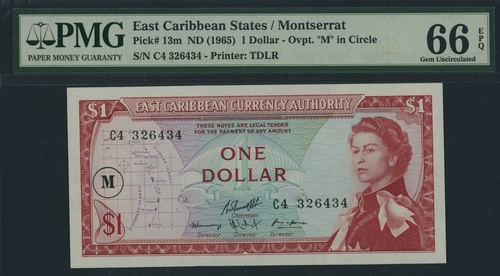 PMG
PAPER MONEY GUARANTY
East Caribbean States / Montserrat
Pick# 13m ND (1965) 1 Dollar - Ovpt. "M" in Circle
S/N C4 326434 - Printer: TDLR
66 EPQ
Gem Uncirculated
$1 EAST CARIBBEAN CURRENCY AUTHORITY $1
THESE NOTES ARE LEGAL TENDER
FOR THE PAYMENT OF ANY AMOUNT
C4 326434
ONE
DOLLAR
M
C4 326434
Chairman
$1
Director Director Director